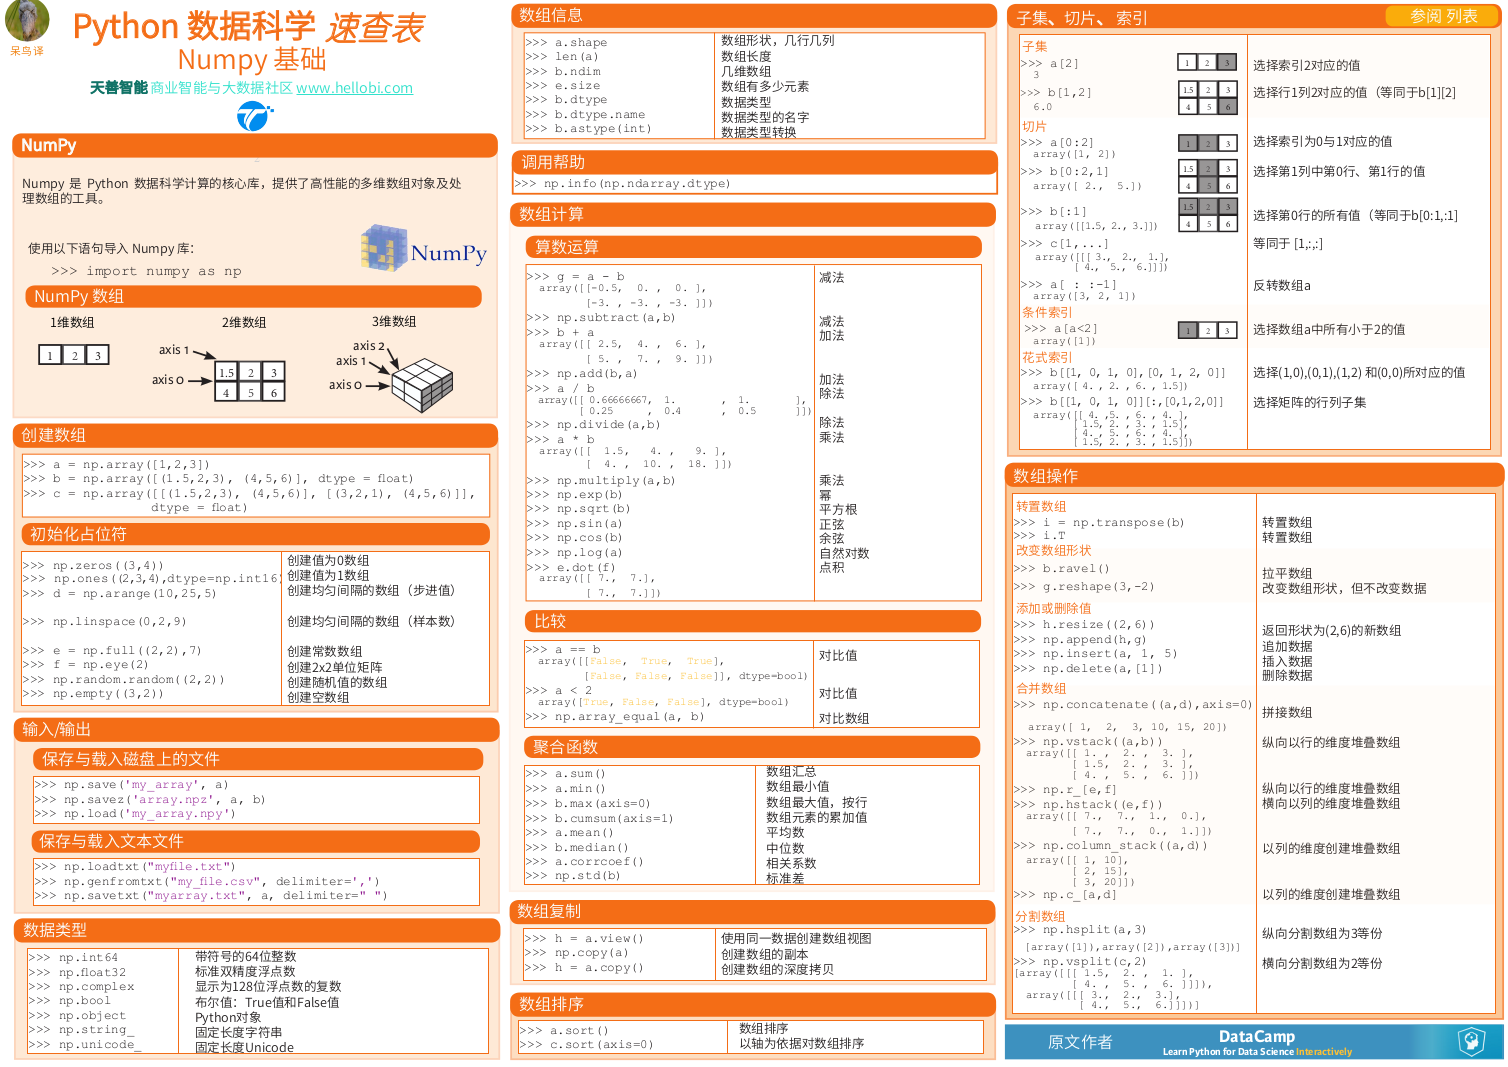 呆鸟译
Python 数据科学 速查表
Numpy 基础
天善智能 商业智能与大数据社区 www.hellobi.com
NumPy
Numpy 是 Python 数据科学计算的核心库，提供了高性能的多维数组对象及处
理数组的工具。
使用以下语句导入 Numpy 库：
>>> import numpy as np
NumPy
NumPy 数组
1维数组 2维数组 3维数组
1 2 3
axis 1
axis 0
1.5 2 3
4 5 6
axis 2
axis 1
axis 0
创建数组
>>> a = np.array([1,2,3])
>>> b = np.array([(1.5,2,3), (4,5,6)], dtype = float)
>>> c = np.array([[(1.5,2,3), (4,5,6)], [(3,2,1), (4,5,6)]],
dtype = float)
初始化占位符
>>> np.zeros((3,4)) 创建值为0数组
>>> np.ones((2,3,4),dtype=np.int16) 创建值为1数组
>>> d = np.arange(10,25,5) 创建均匀间隔的数组（步进值）
>>> np.linspace(0,2,9) 创建均匀间隔的数组（样本数）
>>> e = np.full((2,2),7) 创建常数数组
>>> f = np.eye(2) 创建2x2单位矩阵
>>> np.random.random((2,2)) 创建随机值的数组
>>> np.empty((3,2)) 创建空数组
输入/输出
保存与载入磁盘上的文件
>>> np.save('my_array', a)
>>> np.savez('array.npz', a, b)
>>> np.load('my_array.npy')
保存与载入文本文件
>>> np.loadtxt("myfile.txt")
>>> np.genfromtxt("my_file.csv", delimiter=',')
>>> np.savetxt("myarray.txt", a, delimiter=" ")
数据类型
>>> np.int64 带符号的64位整数
>>> np.float32 标准双精度浮点数
>>> np.complex 显示为128位浮点数的复数
>>> np.bool 布尔值：True值和False值
>>> np.object Python对象
>>> np.string_ 固定长度字符串
>>> np.unicode_ 固定长度Unicode
数组信息
>>> a.shape 数组形状，几行几列
>>> len(a) 数组长度
>>> b.ndim 几维数组
>>> e.size 数组有多少元素
>>> b.dtype 数据类型
>>> b.dtype.name 数据类型的名字
>>> b.astype(int) 数据类型转换
调用帮助
>>> np.info(np.ndarray.dtype)
数组计算
算数运算
>>> g = a - b 减法
array([[-0.5, 0. , 0. ],
[-3. , -3. , -3. ]])
>>> np.subtract(a,b) 减法
>>> b + a 加法
array([[ 2.5, 4. , 6. ],
[ 5. , 7. , 9. ]])
>>> np.add(b,a) 加法
>>> a / b 除法
array([[ 0.66666667, 1. , 1. ],
[ 0.25 , 0.4 , 0.5 ]])
>>> np.divide(a,b) 除法
>>> a * b 乘法
array([[ 1.5, 4. , 9. ],
[ 4. , 10. , 18. ]])
>>> np.multiply(a,b) 乘法
>>> np.exp(b) 幂
>>> np.sqrt(b) 平方根
>>> np.sin(a) 正弦
>>> np.cos(b) 余弦
>>> np.log(a) 自然对数
>>> e.dot(f) 点积
array([[ 7., 7.],
[ 7., 7.]])
比较
>>> a == b 对比值
array([[False, True, True],
[False, False, False]], dtype=bool)
>>> a < 2 对比值
array([True, False, False], dtype=bool)
>>> np.array_equal(a, b) 对比数组
聚合函数
>>> a.sum() 数组汇总
>>> a.min() 数组最小值
>>> b.max(axis=0) 数组最大值，按行
>>> b.cumsum(axis=1) 数组元素的累加值
>>> a.mean() 平均数
>>> b.median() 中位数
>>> a.corrcoef() 相关系数
>>> np.std(b) 标准差
数组复制
>>> h = a.view() 使用同一数据创建数组视图
>>> np.copy(a) 创建数组的副本
>>> h = a.copy() 创建数组的深度拷贝
数组排序
>>> a.sort() 数组排序
>>> c.sort(axis=0) 以轴为依据对数组排序
子集、切片、索引 参阅 列表
子集
>>> a[2] 1 2 3 选择索引2对应的值
3
>>> b[1,2] 1.5 2 3 选择行1列2对应的值（等同于b[1][2]
6.0 4 5 6
切片
>>> a[0:2] 1 2 3 选择索引为0与1对应的值
array([1, 2])
>>> b[0:2,1] 1.5 2 3 选择第1列中第0行、第1行的值
array([ 2., 5.]) 4 5 6
>>> b[:1] 1.5 2 3 选择第0行的所有值（等同于b[0:1,:1]
array([[1.5, 2., 3.]]) 4 5 6
>>> c[1,...] 等同于 [1,:,:]
array([[[ 3., 2., 1.],
[ 4., 5., 6.]]])
>>> a[ : :-1] 反转数组a
array([3, 2, 1])
条件索引
>>> a[a<2] 1 2 3 选择数组a中所有小于2的值
array([1])
花式索引
>>> b[[1, 0, 1, 0],[0, 1, 2, 0]] 选择(1,0),(0,1),(1,2) 和(0,0)所对应的值
array([ 4. , 2. , 6. , 1.5])
>>> b[[1, 0, 1, 0]][:,[0,1,2,0]] 选择矩阵的行列子集
array([[ 4. ,5. , 6. , 4. ],
[ 1.5, 2. , 3. , 1.5],
[ 4. , 5. , 6. , 4. ],
[ 1.5, 2. , 3. , 1.5]])
数组操作
转置数组
>>> i = np.transpose(b) 转置数组
>>> i.T 转置数组
改变数组形状
>>> b.ravel() 拉平数组
>>> g.reshape(3,-2) 改变数组形状，但不改变数据
添加或删除值
>>> h.resize((2,6)) 返回形状为(2,6)的新数组
>>> np.append(h,g) 追加数据
>>> np.insert(a, 1, 5) 插入数据
>>> np.delete(a,[1]) 删除数据
合并数组
>>> np.concatenate((a,d),axis=0) 拼接数组
array([ 1, 2, 3, 10, 15, 20])
>>> np.vstack((a,b)) 纵向以行的维度堆叠数组
array([[ 1. , 2. , 3. ],
[ 1.5, 2. , 3. ],
[ 4. , 5. , 6. ]])
>>> np.r_[e,f] 纵向以行的维度堆叠数组
>>> np.hstack((e,f)) 横向以列的维度堆叠数组
array([[ 7., 7., 1., 0.],
[ 7., 7., 0., 1.]])
>>> np.column_stack((a,d)) 以列的维度创建堆叠数组
array([[ 1, 10],
[ 2, 15],
[ 3, 20]])
>>> np.c_[a,d] 以列的维度创建堆叠数组
分割数组
>>> np.hsplit(a,3) 纵向分割数组为3等份
[array([1]),array([2]),array([3])]
>>> np.vsplit(c,2) 横向分割数组为2等份
[array([[[ 1.5, 2. , 1. ],
[ 4. , 5. , 6. ]]]),
array([[[ 3., 2., 3.],
[ 4., 5., 6.]]])]
原文作者 DataCamp
Learn Python for Data Science Interactively